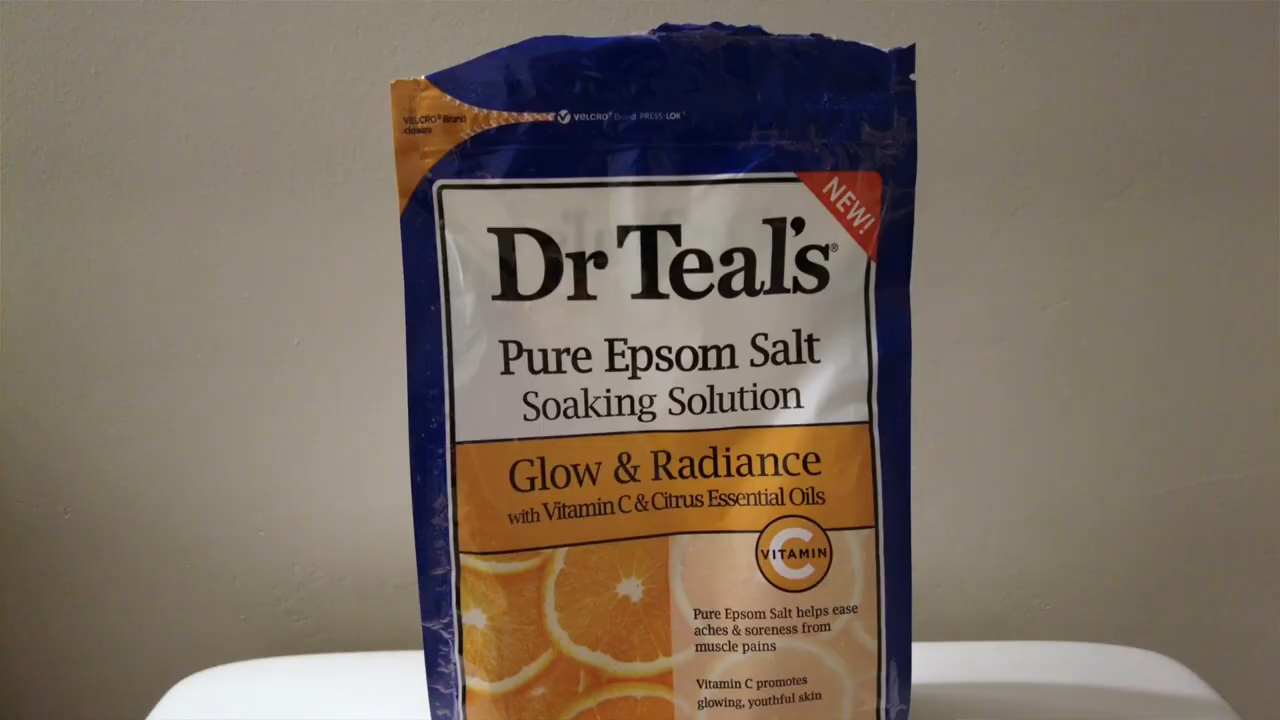 VELCRO® Brand
closure
VELCRO® Brand PRESS-LOK®
NEW!
Dr Teal's®
Pure Epsom Salt
Soaking Solution
Glow & Radiance
with Vitamin C & Citrus Essential Oils
C
VITAMIN
Pure Epsom Salt helps ease
aches & soreness from
muscle pains
Vitamin C promotes
glowing, youthful skin